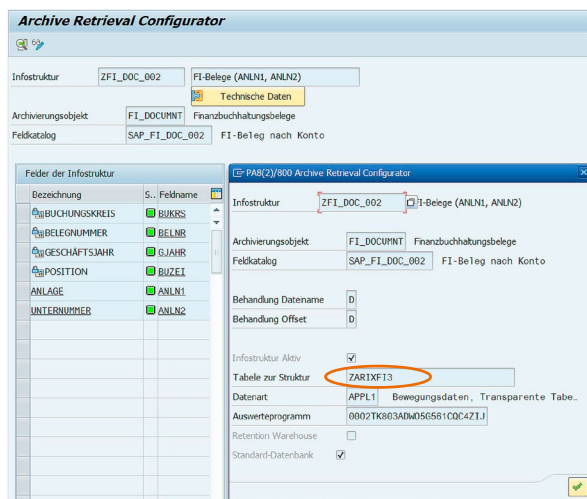 Archive Retrieval Configurator
Infostruktur ZFI_DOC_002 FI-Belege (ANLN1, ANLN2)
Technische Daten
Archivierungsobjekt FI_DOCUMNT Finanzbuchhaltungsbelege
Feldkatalog SAP_FI_DOC_002 FI-Beleg nach Konto
Felder der Infostruktur
Bezeichnung S.. Feldname
BUCHUNGSKREIS BUKRS
BELEGNUMMER BELNR
GESCHÄFTSJAHR GJAHR
POSITION BUZEI
ANLAGE ANLN1
UNTERNUMMER ANLN2
PA8(2)/800 Archive Retrieval Configurator
Infostruktur ZFI_DOC_002 I-Belege (ANLN1, ANLN2)
Archivierungsobjekt FI_DOCUMNT Finanzbuchhaltungsbelege
Feldkatalog SAP_FI_DOC_002 FI-Beleg nach Konto
Behandlung Dateiname D
Behandlung Offset D
Infostruktur Aktiv
Tabele zur Struktur ZARIXFI3
Datenart APPL1 Bewegungsdaten, Transparente Tabe…
Auswerteprogramm
Retention Warehouse
Standard-Datenbank